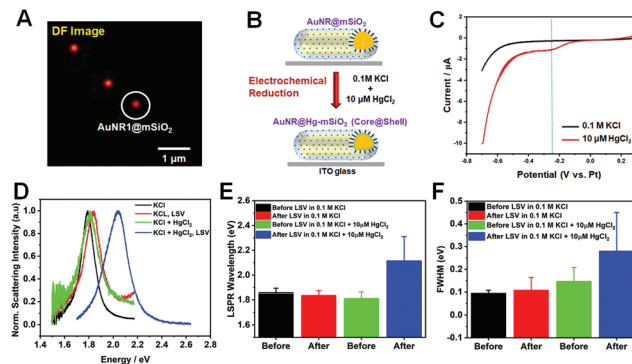 A
DF Image
AuNR1@mSiO₂
1 µm
B
AuNR@mSiO₂
Electrochemical
Reduction
0.1M KCl
+
10 µM HgCl₂
AuNR@Hg-mSiO₂ (Core@Shell)
ITO glass
C
Current / µA
0
-2
-4
-6
-8
-10
0.1 M KCl
10 µM HgCl₂
-0.6
-0.3
0.0
0.2
Potential (V vs. Pt)
D
Norm. Scattering Intensity (a.u)
1.0
0.8
0.6
0.4
0.2
0.0
KCl
KCL, LSV
KCl + HgCl₂
KCl + HgCl₂, LSV
1.4
1.6
1.8
2.0
2.2
2.4
2.6
2.8
Energy / eV
E
LSPR Wavelength (eV)
2.4
2.2
2.0
1.8
1.6
Before LSV in 0.1 M KCl
After LSV in 0.1 M KCl
Before LSV in 0.1 M KCl + 10µM HgCl₂
After LSV in 0.1 M KCl + 10µM HgCl₂
Before
After
Before
After
F
FWHM (eV)
0.5
0.4
0.3
0.2
0.1
0.0
-0.1
Before LSV in 0.1 M KCl
After LSV in 0.1 M KCl
Before LSV in 0.1 M KCl + 10µM HgCl₂
After LSV in 0.1 M KCl + 10µM HgCl₂
Before
After
Before
After